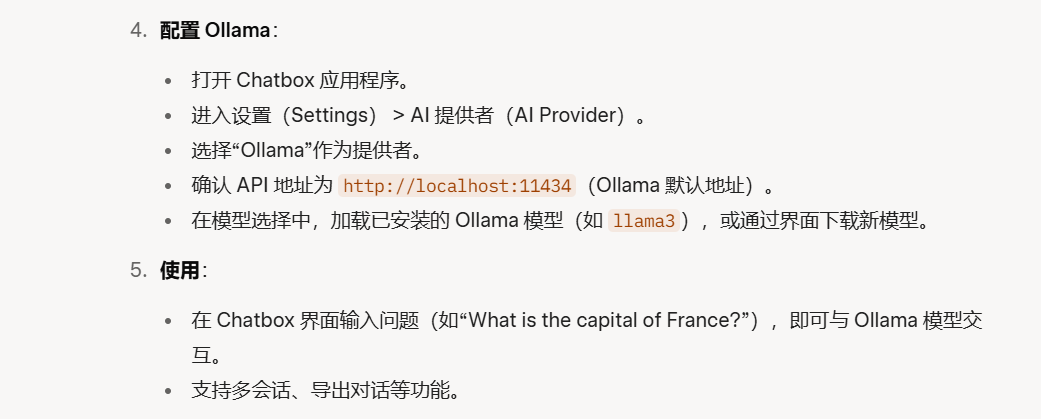 4. 配置 Ollama：
• 打开 Chatbox 应用程序。
• 进入设置（Settings） > AI 提供者（AI Provider）。
• 选择“Ollama”作为提供者。
• 确认 API 地址为 http://localhost:11434（Ollama 默认地址）。
• 在模型选择中，加载已安装的 Ollama 模型（如 llama3），或通过界面下载新模型。
5. 使用：
• 在 Chatbox 界面输入问题（如“What is the capital of France?”），即可与 Ollama 模型交
互。
• 支持多会话、导出对话等功能。